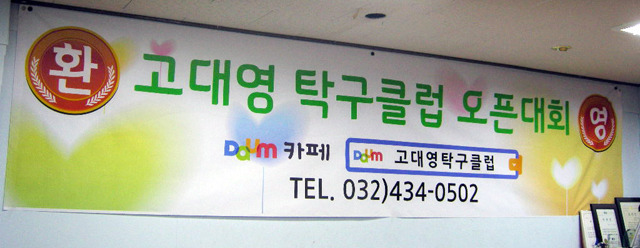 환 고대영 탁구클럽 오픈대회 영
Daum 카페 Daum 고대영탁구클럽
TEL. 032)434-0502